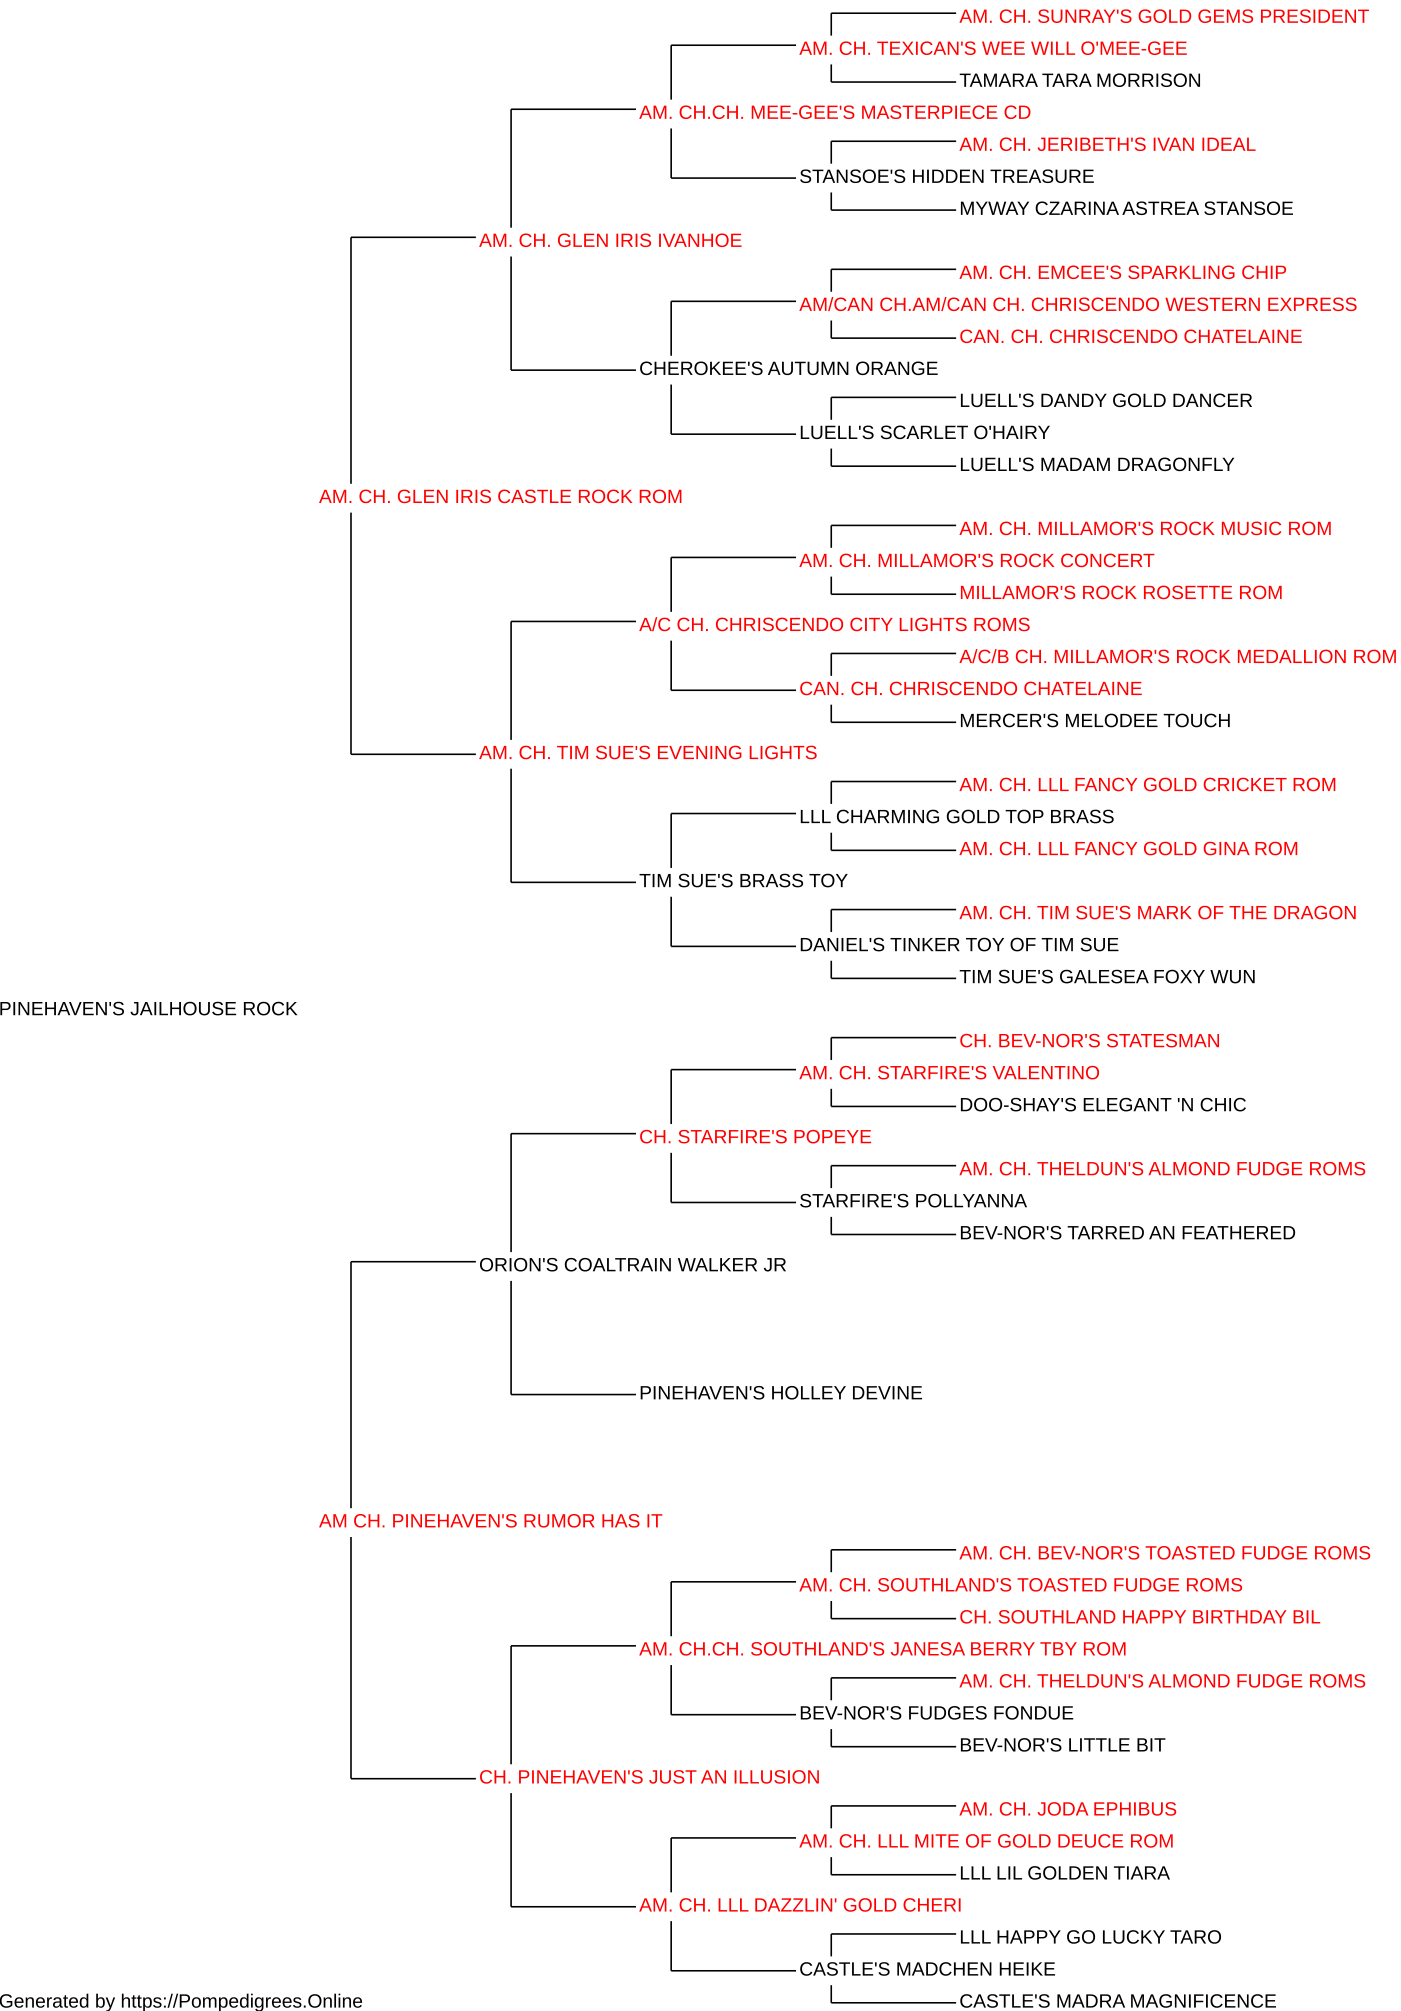 AM. CH. SUNRAY'S GOLD GEMS PRESIDENT
AM. CH. TEXICAN'S WEE WILL O'MEE-GEE
TAMARA TARA MORRISON
AM. CH.CH. MEE-GEE'S MASTERPIECE CD
AM. CH. JERIBETH'S IVAN IDEAL
STANSOE'S HIDDEN TREASURE
MYWAY CZARINA ASTREA STANSOE
AM. CH. GLEN IRIS IVANHOE
AM. CH. EMCEE'S SPARKLING CHIP
AM/CAN CH.AM/CAN CH. CHRISCENDO WESTERN EXPRESS
CAN. CH. CHRISCENDO CHATELAINE
CHEROKEE'S AUTUMN ORANGE
LUELL'S DANDY GOLD DANCER
LUELL'S SCARLET O'HAIRY
LUELL'S MADAM DRAGONFLY
AM. CH. GLEN IRIS CASTLE ROCK ROM
AM. CH. MILLAMOR'S ROCK MUSIC ROM
AM. CH. MILLAMOR'S ROCK CONCERT
MILLAMOR'S ROCK ROSETTE ROM
A/C CH. CHRISCENDO CITY LIGHTS ROMS
A/C/B CH. MILLAMOR'S ROCK MEDALLION ROM
CAN. CH. CHRISCENDO CHATELAINE
MERCER'S MELODEE TOUCH
AM. CH. TIM SUE'S EVENING LIGHTS
AM. CH. LLL FANCY GOLD CRICKET ROM
LLL CHARMING GOLD TOP BRASS
AM. CH. LLL FANCY GOLD GINA ROM
TIM SUE'S BRASS TOY
AM. CH. TIM SUE'S MARK OF THE DRAGON
DANIEL'S TINKER TOY OF TIM SUE
TIM SUE'S GALESEA FOXY WUN
PINEHAVEN'S JAILHOUSE ROCK
CH. BEV-NOR'S STATESMAN
AM. CH. STARFIRE'S VALENTINO
DOO-SHAY'S ELEGANT 'N CHIC
CH. STARFIRE'S POPEYE
AM. CH. THELDUN'S ALMOND FUDGE ROMS
STARFIRE'S POLLYANNA
BEV-NOR'S TARRED AN FEATHERED
ORION'S COALTRAIN WALKER JR
PINEHAVEN'S HOLLEY DEVINE
AM CH. PINEHAVEN'S RUMOR HAS IT
AM. CH. BEV-NOR'S TOASTED FUDGE ROMS
AM. CH. SOUTHLAND'S TOASTED FUDGE ROMS
CH. SOUTHLAND HAPPY BIRTHDAY BIL
AM. CH.CH. SOUTHLAND'S JANESA BERRY TBY ROM
AM. CH. THELDUN'S ALMOND FUDGE ROMS
BEV-NOR'S FUDGES FONDUE
BEV-NOR'S LITTLE BIT
CH. PINEHAVEN'S JUST AN ILLUSION
AM. CH. JODA EPHIBUS
AM. CH. LLL MITE OF GOLD DEUCE ROM
LLL LIL GOLDEN TIARA
AM. CH. LLL DAZZLIN' GOLD CHERI
LLL HAPPY GO LUCKY TARO
CASTLE'S MADCHEN HEIKE
CASTLE'S MADRA MAGNIFICENCE
Generated by https://Pompedigrees.Online